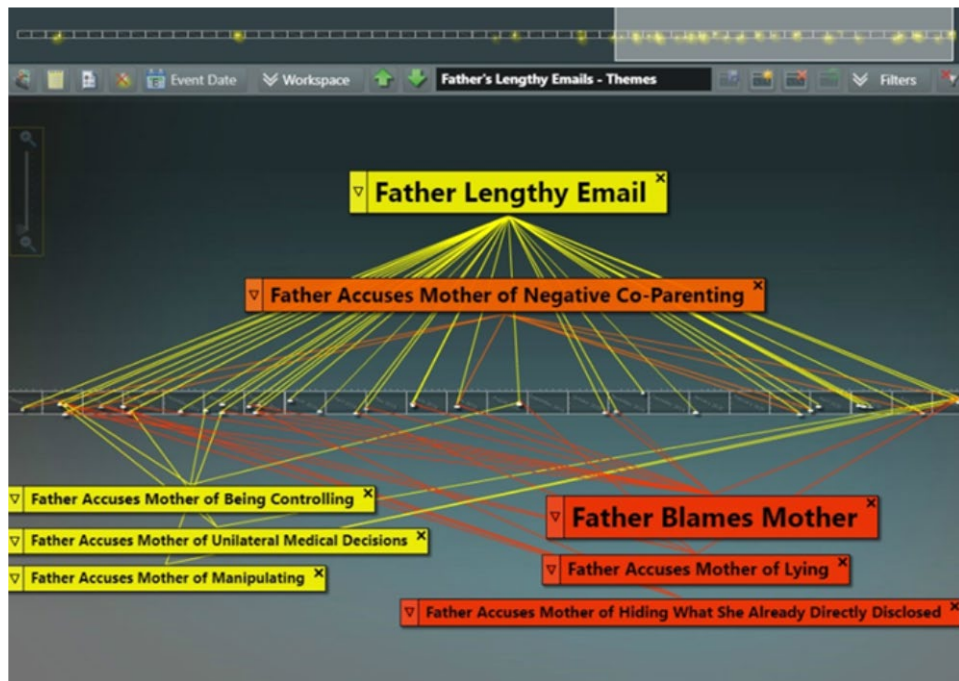 Event Date
Workspace
Father's Lengthy Emails - Themes
Filters
Father Lengthy Email
Father Accuses Mother of Negative Co-Parenting
Father Accuses Mother of Being Controlling
Father Blames Mother
Father Accuses Mother of Unilateral Medical Decisions
Father Accuses Mother of Lying
Father Accuses Mother of Manipulating
Father Accuses Mother of Hiding What She Already Directly Disclosed